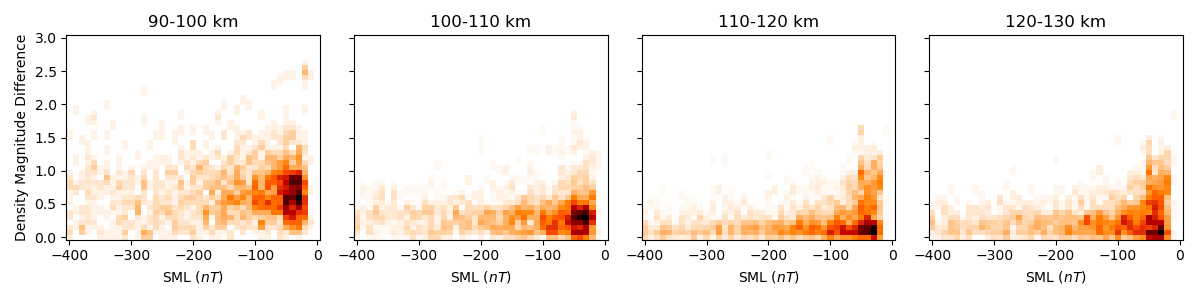 90-100 km 100-110 km 110-120 km 120-130 km
Density Magnitude Difference
3.0
2.5
2.0
1.5
1.0
0.5
0.0
−400 −300 −200 −100 0 −400 −300 −200 −100 0 −400 −300 −200 −100 0 −400 −300 −200 −100 0
SML (nT) SML (nT) SML (nT) SML (nT)